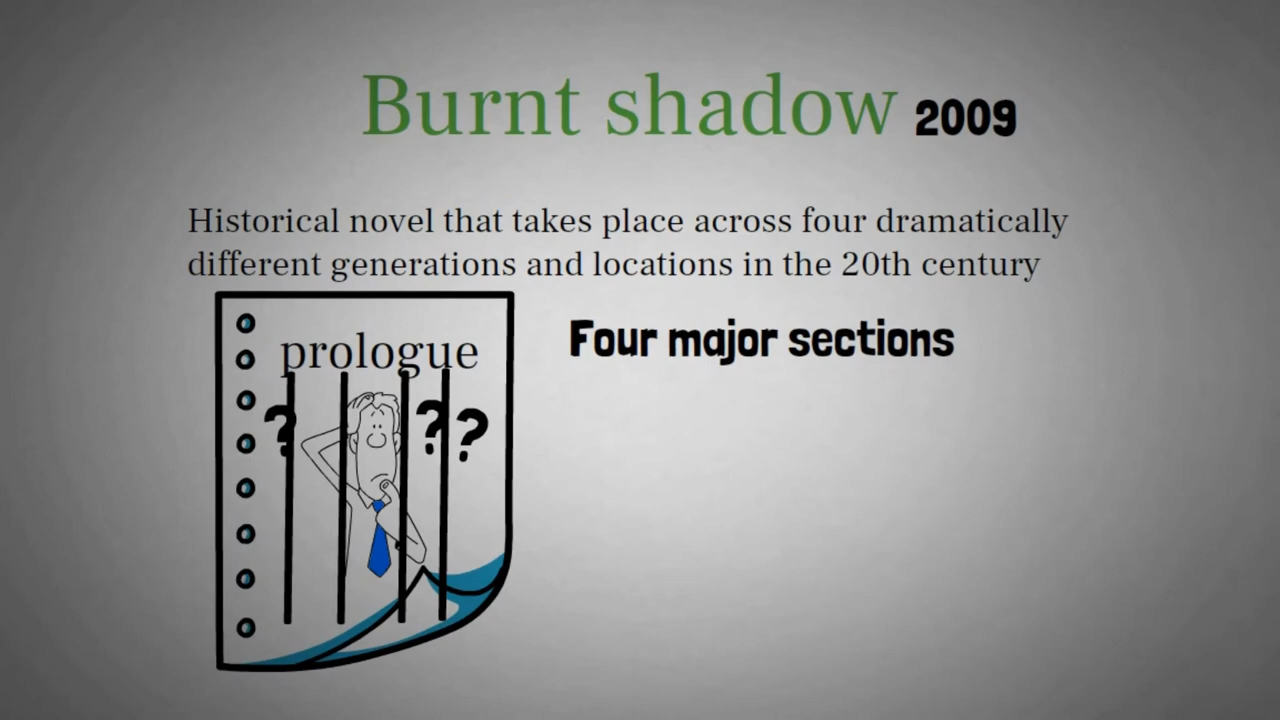 Burnt shadow 2009
Historical novel that takes place across four dramatically
different generations and locations in the 20th century
prologue
Four major sections
? ? ?